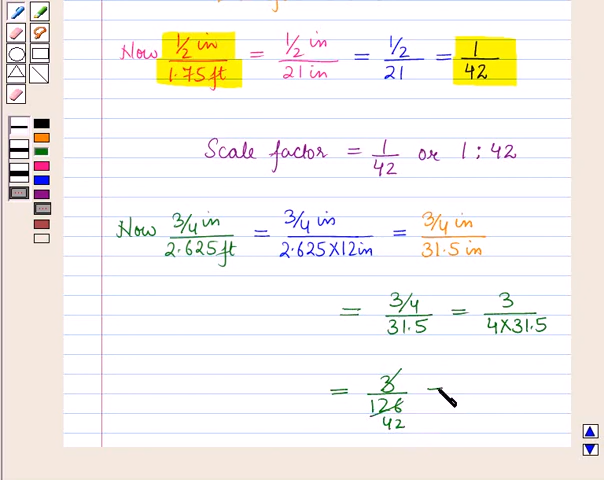 Now 1/2 in / 1.75 ft = 1/2 in / 21 in = 1/2 / 21 = 1/42
Scale factor = 1/42 or 1 : 42
Now 3/4 in / 2.625 ft = 3/4 in / 2.625 X 12 in = 3/4 in / 31.5 in
= 3/4 / 31.5 = 3 / 4 X 31.5
= 3 / 126 =
42